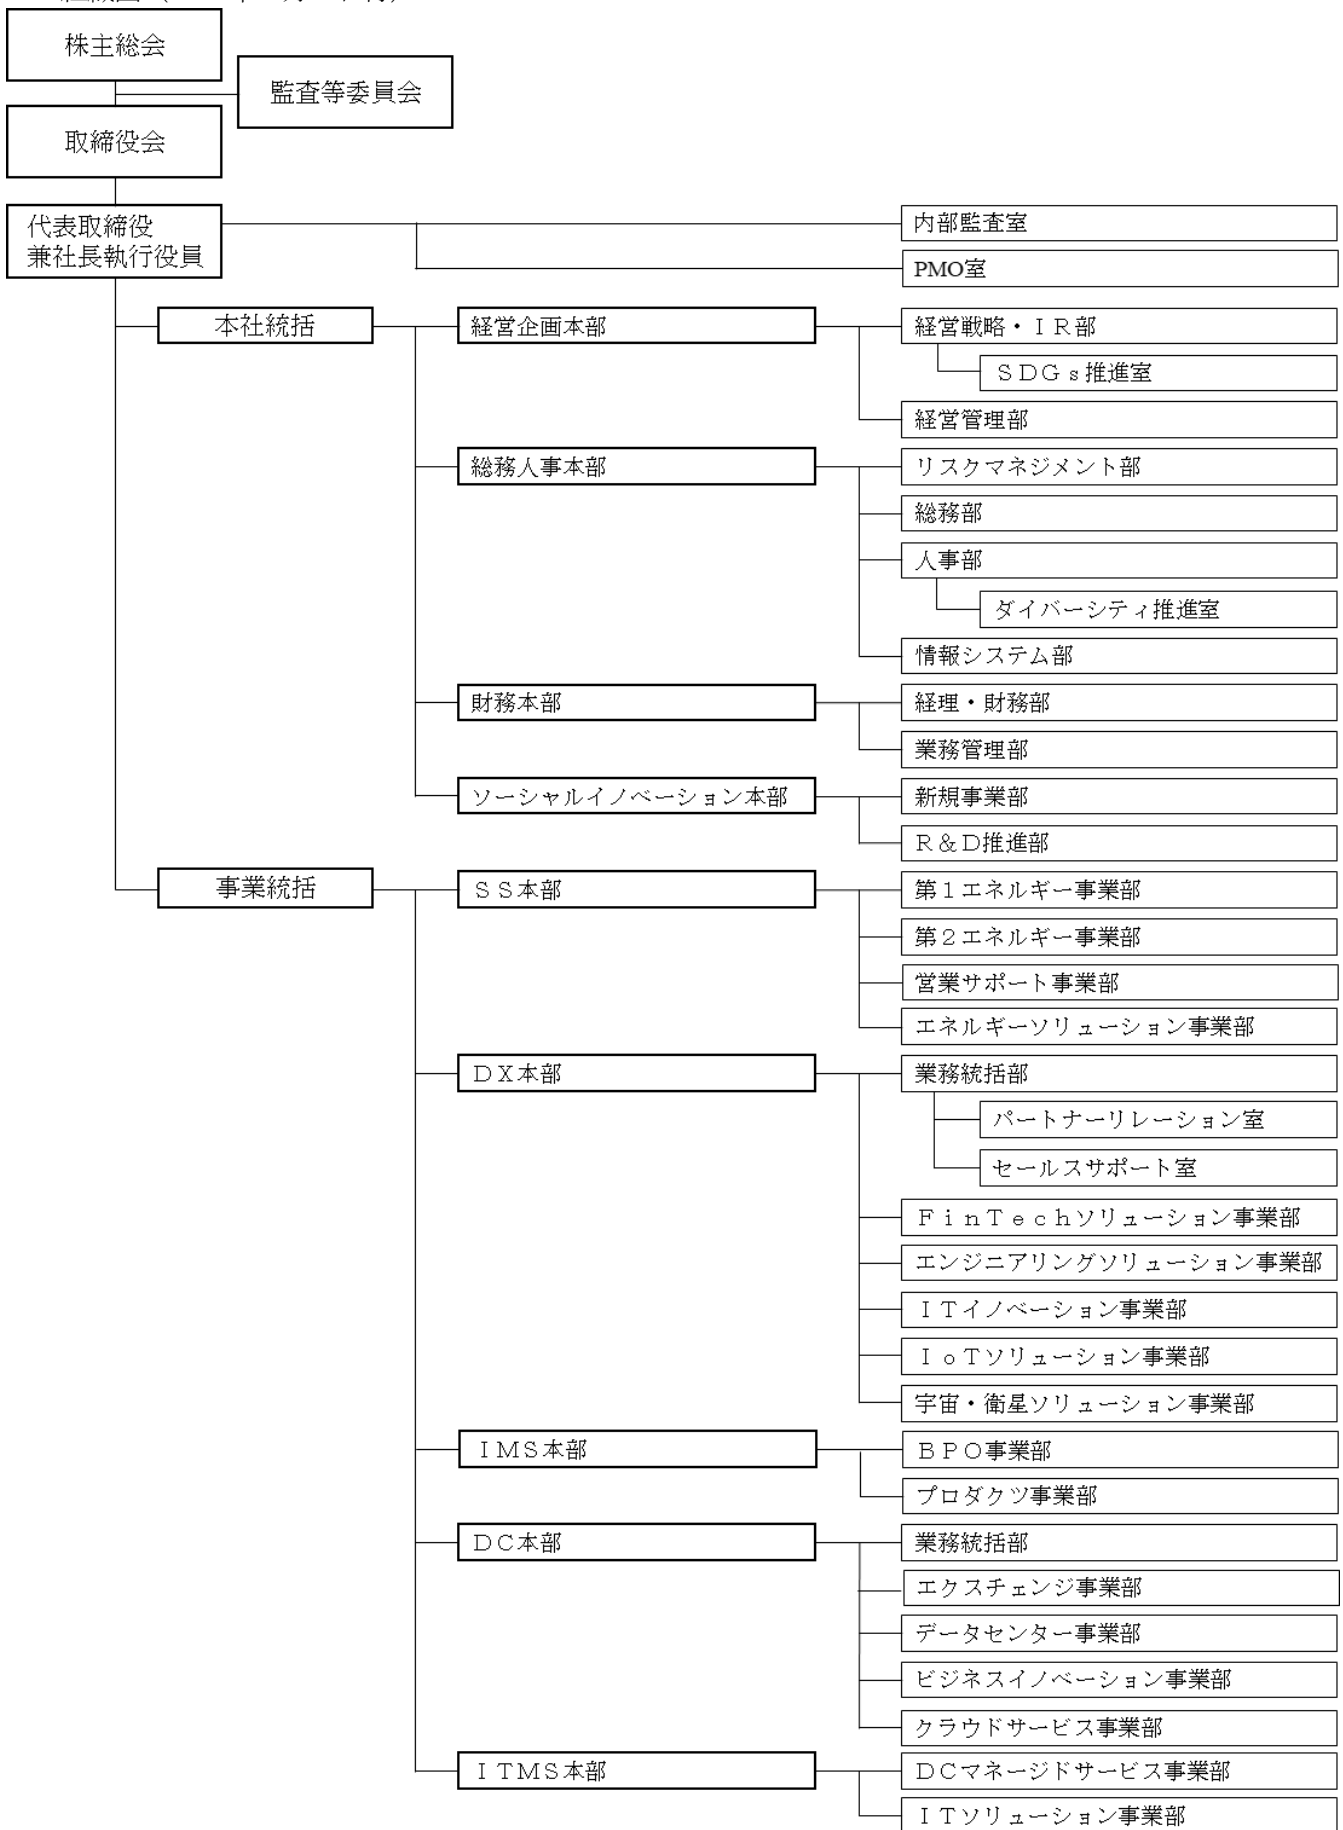 株主総会
監査等委員会
取締役会
代表取締役
兼社長執行役員
内部監査室
PMO室
本社統括
経営企画本部
経営戦略・ＩＲ部
ＳＤＧｓ推進室
経営管理部
総務人事本部
リスクマネジメント部
総務部
人事部
ダイバーシティ推進室
情報システム部
財務本部
経理・財務部
業務管理部
ソーシャルイノベーション本部
新規事業部
Ｒ＆Ｄ推進部
事業統括
ＳＳ本部
第１エネルギー事業部
第２エネルギー事業部
営業サポート事業部
エネルギーソリューション事業部
ＤＸ本部
業務統括部
パートナーリレーション室
セールスサポート室
ＦｉｎＴｅｃｈソリューション事業部
エンジニアリングソリューション事業部
ＩＴイノベーション事業部
ＩｏＴソリューション事業部
宇宙・衛星ソリューション事業部
ＩＭＳ本部
ＢＰＯ事業部
プロダクツ事業部
ＤＣ本部
業務統括部
エクスチェンジ事業部
データセンター事業部
ビジネスイノベーション事業部
クラウドサービス事業部
ＩＴＭＳ本部
ＤＣマネージドサービス事業部
ＩＴソリューション事業部